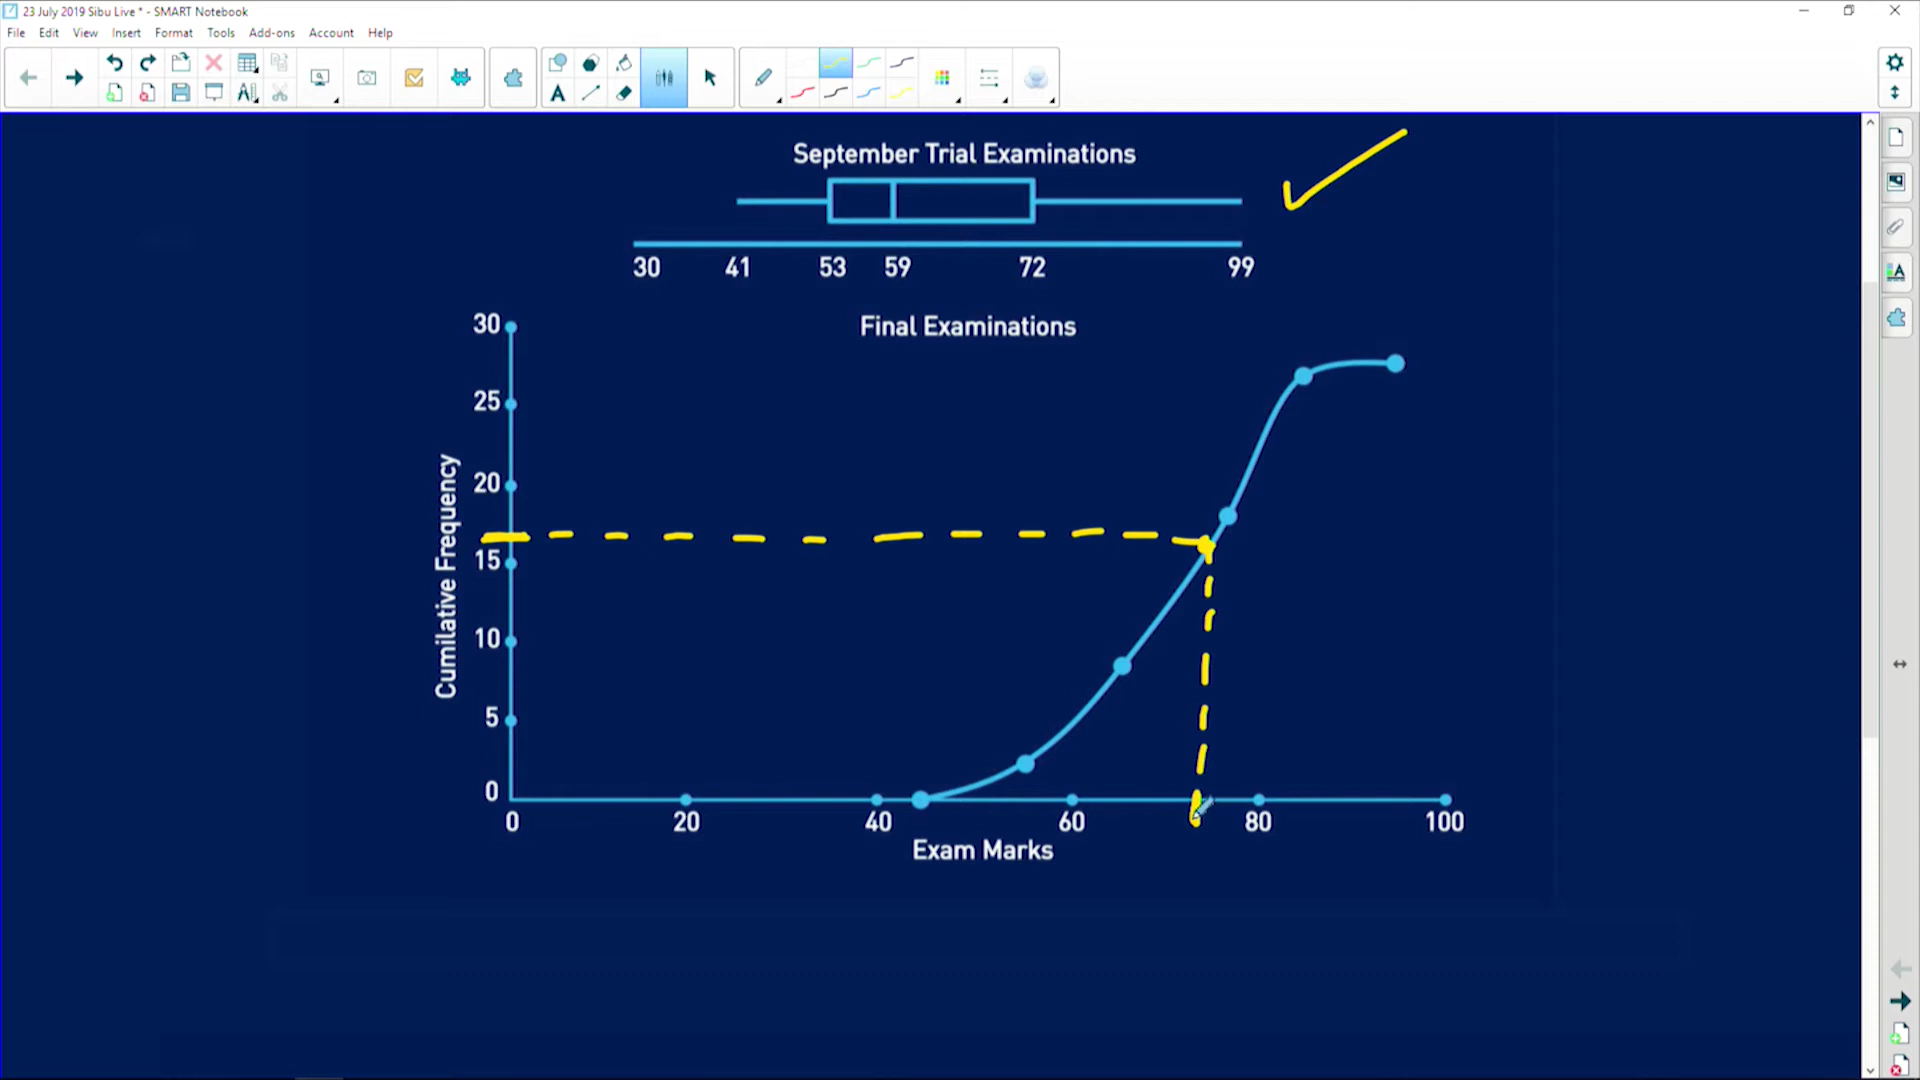 23 July 2019 Sibu Live * - SMART Notebook
File Edit View Insert Format Tools Add-ons Account Help
September Trial Examinations
30 41 53 59 72 99
Final Examinations
30
25
20
15
10
5
0
Cumilative Frequency
0 20 40 60 80 100
Exam Marks